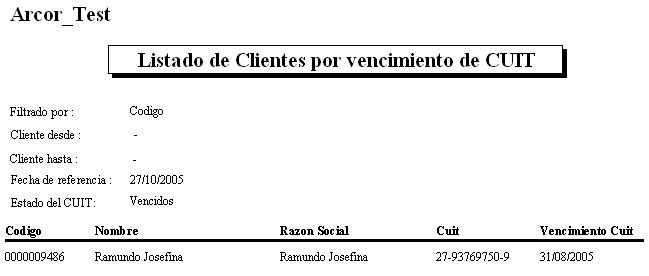 Arcor_Test
Listado de Clientes por vencimiento de CUIT
Filtrado por : Codigo
Cliente desde : -
Cliente hasta : -
Fecha de referencia : 27/10/2005
Estado del CUIT: Vencidos
Codigo Nombre Razon Social Cuit Vencimiento Cuit
0000009486 Ramundo Josefina Ramundo Josefina 27-93769750-9 31/08/2005